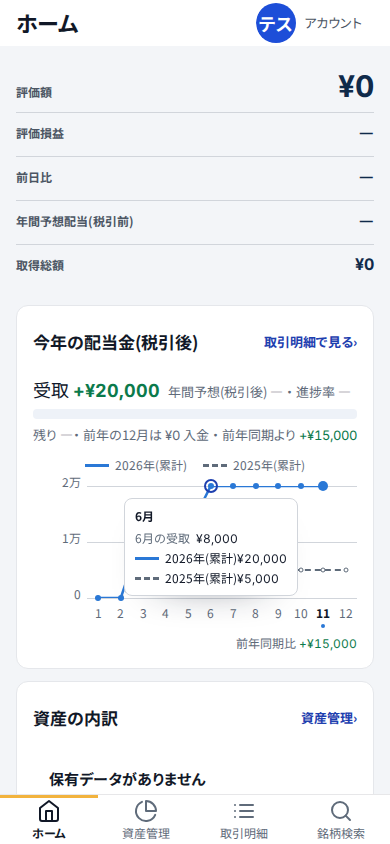 ホーム
テス アカウント
評価額 ¥0
評価損益 —
前日比 —
年間予想配当(税引前) —
取得総額 ¥0
今年の配当金(税引後) 取引明細で見る›
受取 +¥20,000 年間予想(税引後) — ・進捗率 —
残り —・前年の12月は ¥0 入金・前年同期より +¥15,000
2026年(累計) 2025年(累計)
2万
1万
0
6月
6月の受取 ¥8,000
2026年(累計)¥20,000
2025年(累計)¥5,000
1 2 3 4 5 6 7 8 9 10 11 12
前年同期比 +¥15,000
資産の内訳 資産管理›
保有データがありません
ホーム 資産管理 取引明細 銘柄検索